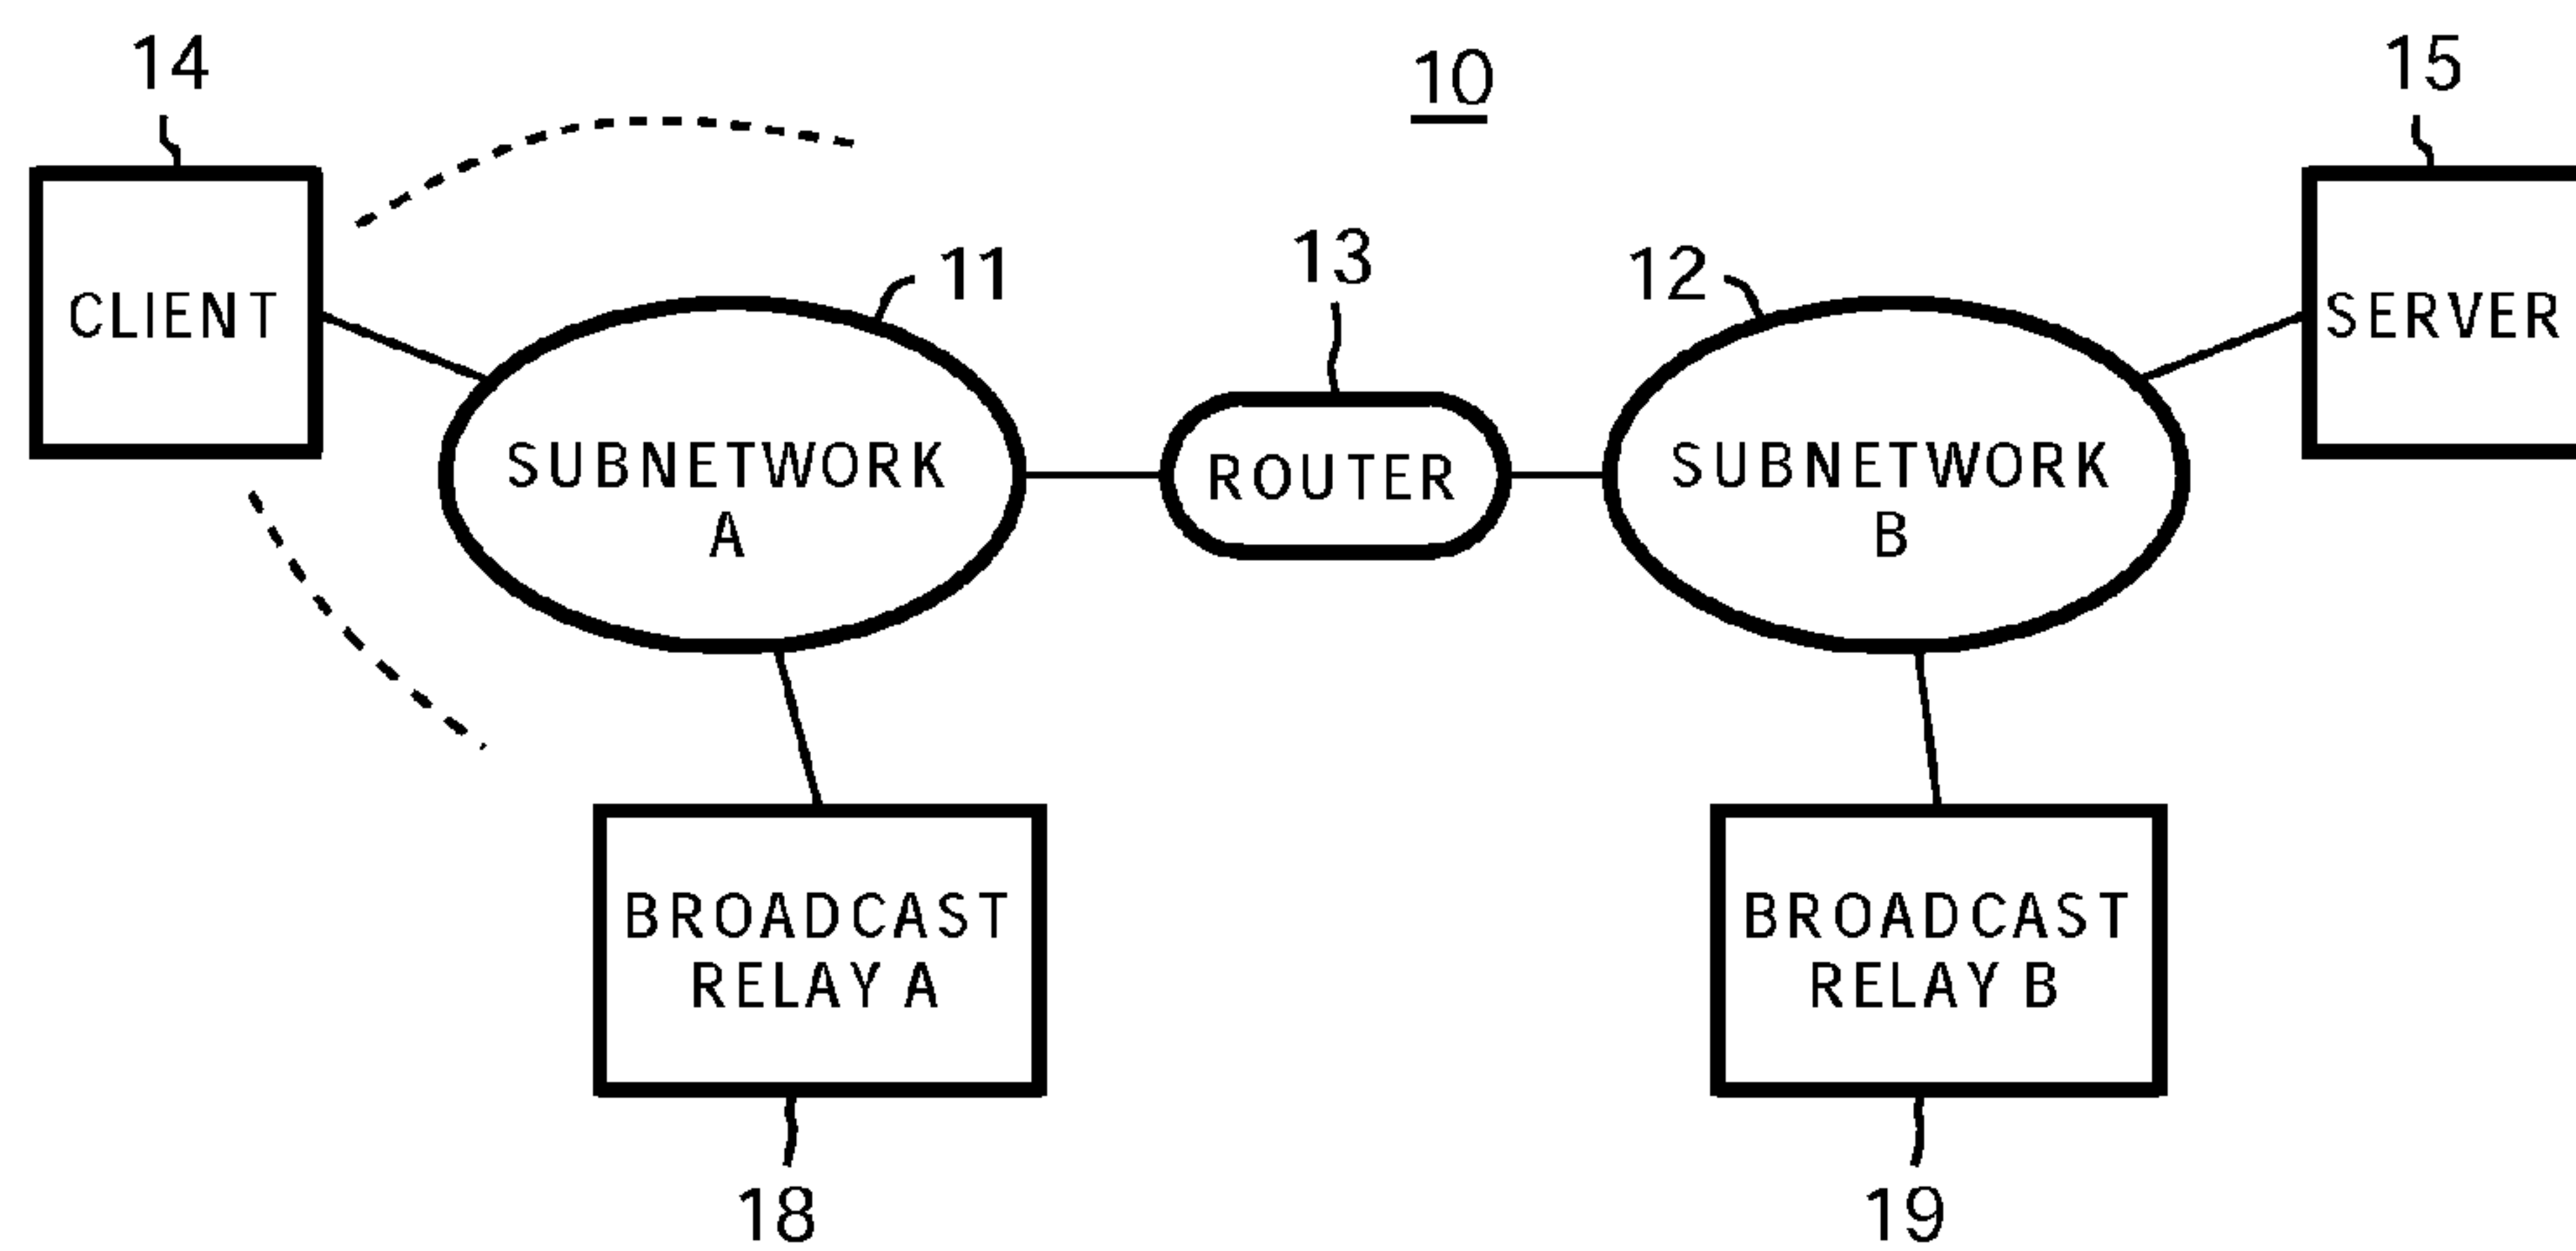 14
10
15
11
13
12
CLIENT
SERVER
SUBNETWORK
A
ROUTER
SUBNETWORK
B
BROADCAST
RELAY A
BROADCAST
RELAY B
18
19